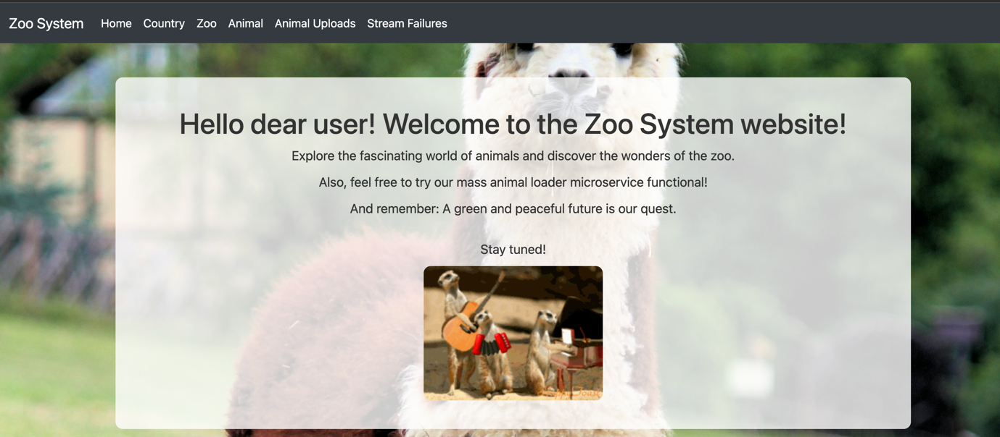 Zoo System Home Country Zoo Animal Animal Uploads Stream Failures
Hello dear user! Welcome to the Zoo System website!
Explore the fascinating world of animals and discover the wonders of the zoo.
Also, feel free to try our mass animal loader microservice functional!
And remember: A green and peaceful future is our quest.
Stay tuned!